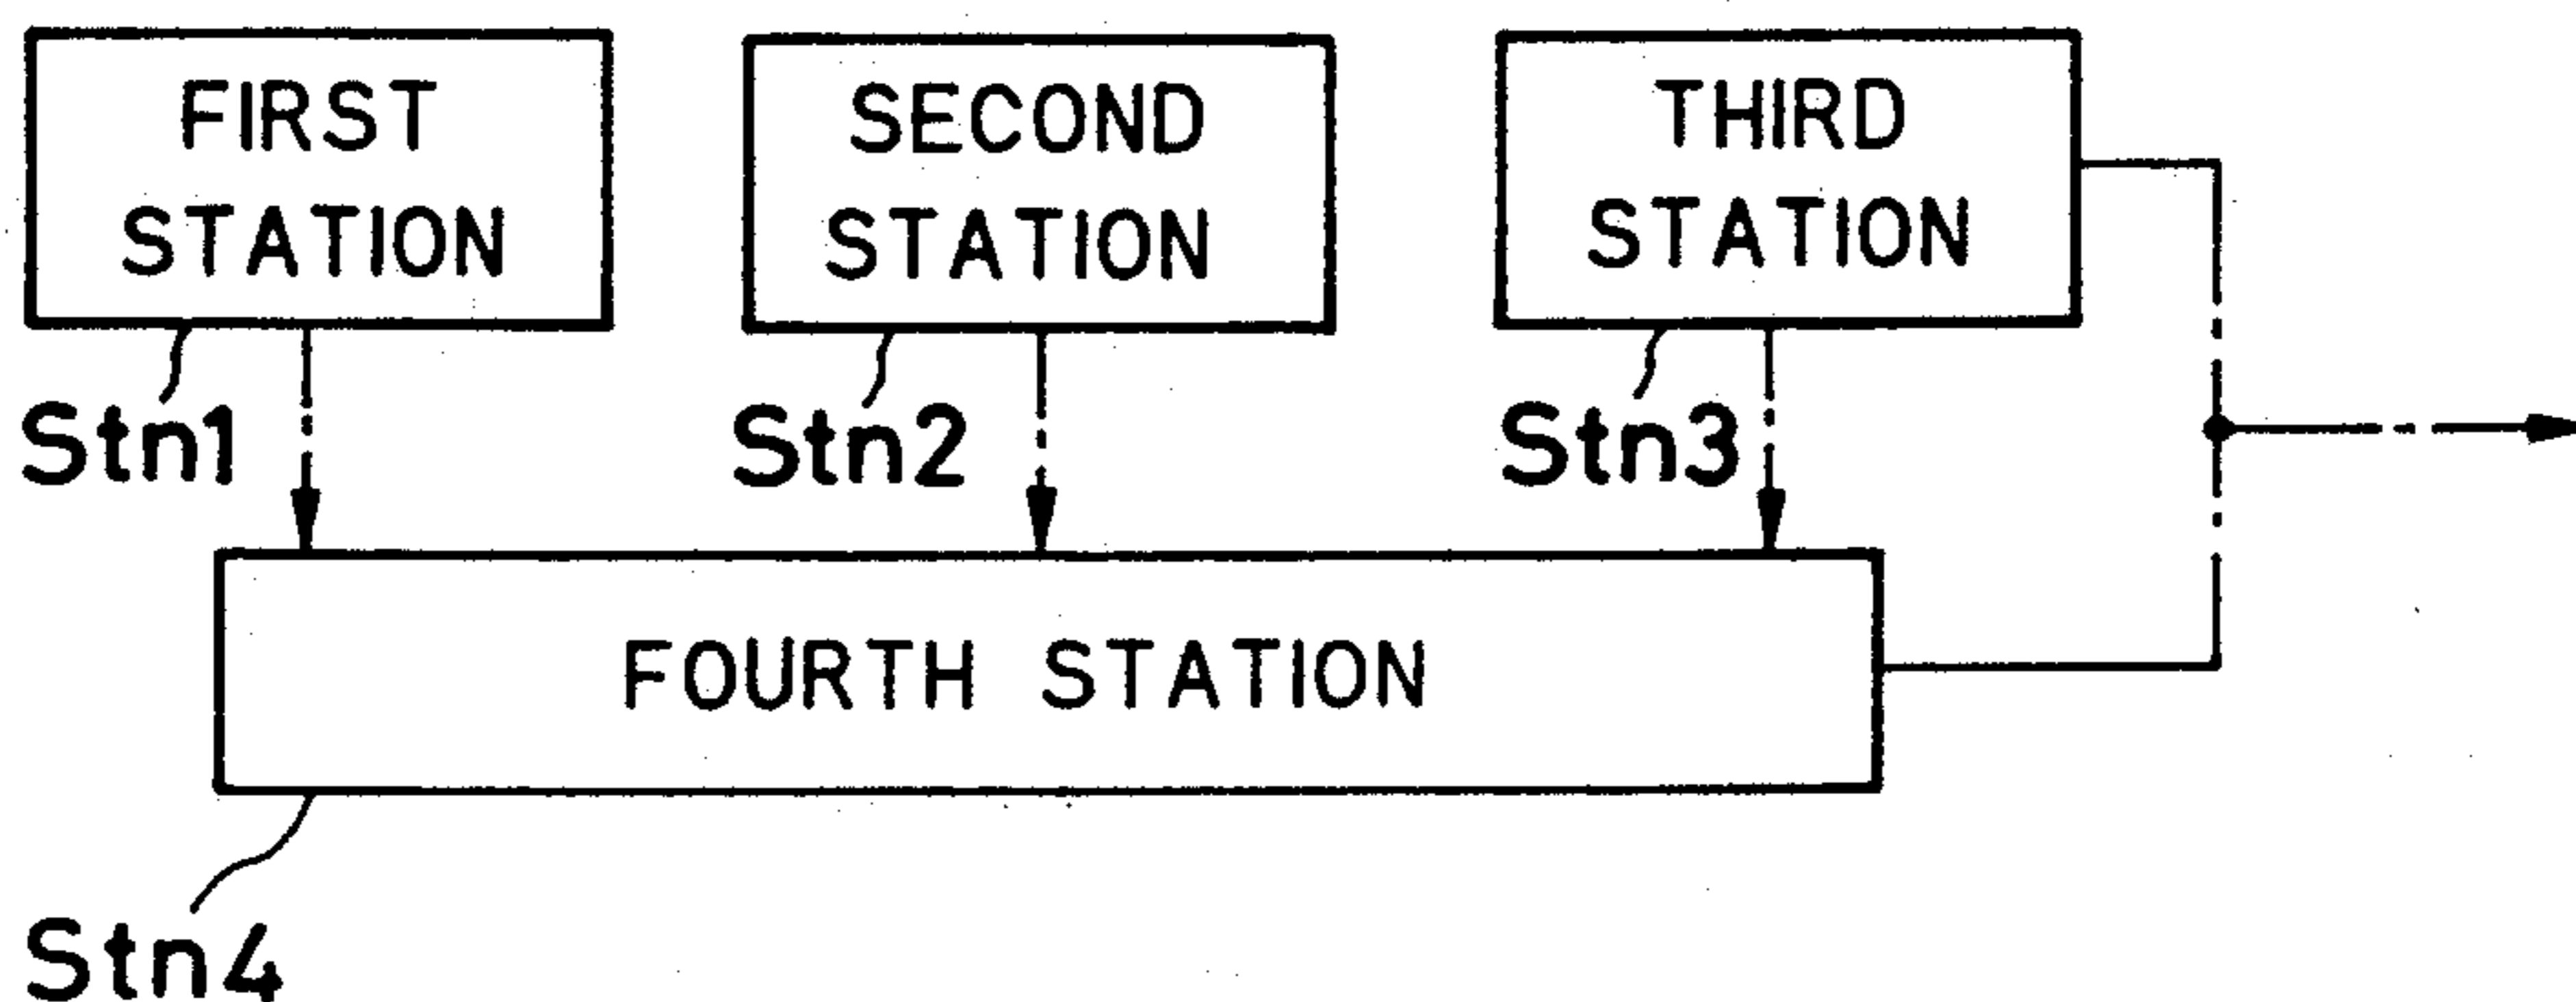 FIRST
STATION
SECOND
STATION
THIRD
STATION
Stn1
Stn2
Stn3
FOURTH STATION
Stn4